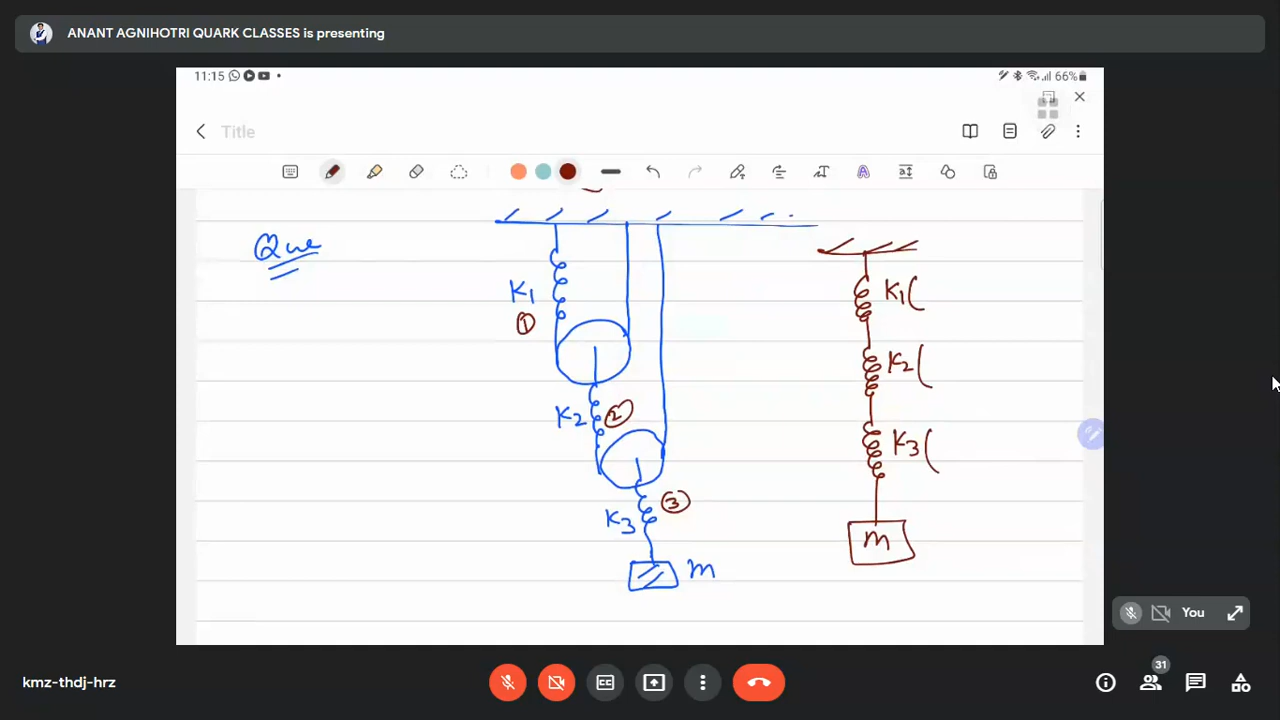 ANANT AGNIHOTRI QUARK CLASSES is presenting
11:15
66%
Title
A
Que
K1
①
K2
②
K3
③
m
K1(
K2(
K3(
m
You
kmz-thdj-hrz
CC
31